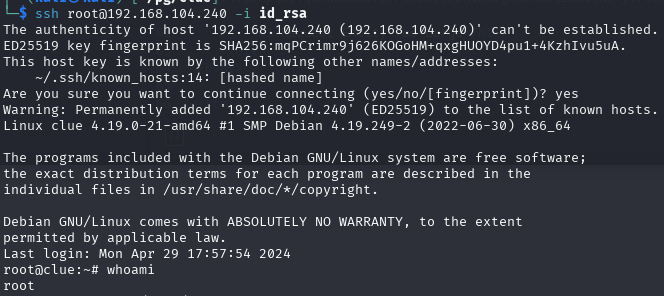 └─$ ssh root@192.168.104.240 -i id_rsa
The authenticity of host '192.168.104.240 (192.168.104.240)' can't be established.
ED25519 key fingerprint is SHA256:mqPCrimr9j626KOGoHM+qxgHUOYD4pu1+4KzhIvu5uA.
This host key is known by the following other names/addresses:
    ~/.ssh/known_hosts:14: [hashed name]
Are you sure you want to continue connecting (yes/no/[fingerprint])? yes
Warning: Permanently added '192.168.104.240' (ED25519) to the list of known hosts.
Linux clue 4.19.0-21-amd64 #1 SMP Debian 4.19.249-2 (2022-06-30) x86_64

The programs included with the Debian GNU/Linux system are free software;
the exact distribution terms for each program are described in the
individual files in /usr/share/doc/*/copyright.

Debian GNU/Linux comes with ABSOLUTELY NO WARRANTY, to the extent
permitted by applicable law.
Last login: Mon Apr 29 17:57:54 2024
root@clue:~# whoami
root